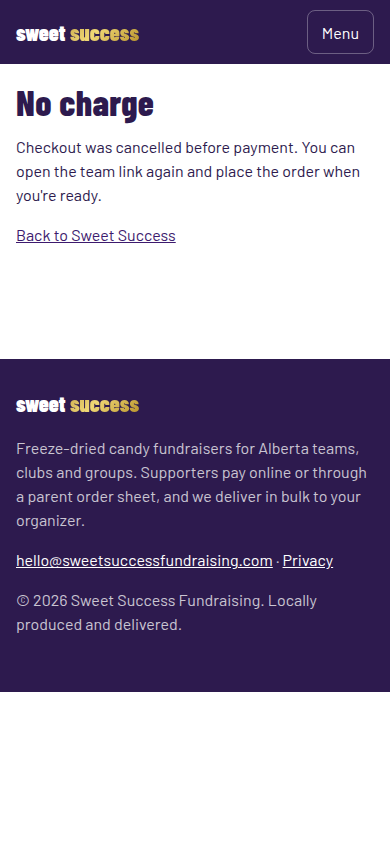 sweet success
Menu
No charge
Checkout was cancelled before payment. You can
open the team link again and place the order when
you're ready.
Back to Sweet Success
sweet success
Freeze-dried candy fundraisers for Alberta teams,
clubs and groups. Supporters pay online or through
a parent order sheet, and we deliver in bulk to your
organizer.
hello@sweetsuccessfundraising.com · Privacy
© 2026 Sweet Success Fundraising. Locally
produced and delivered.